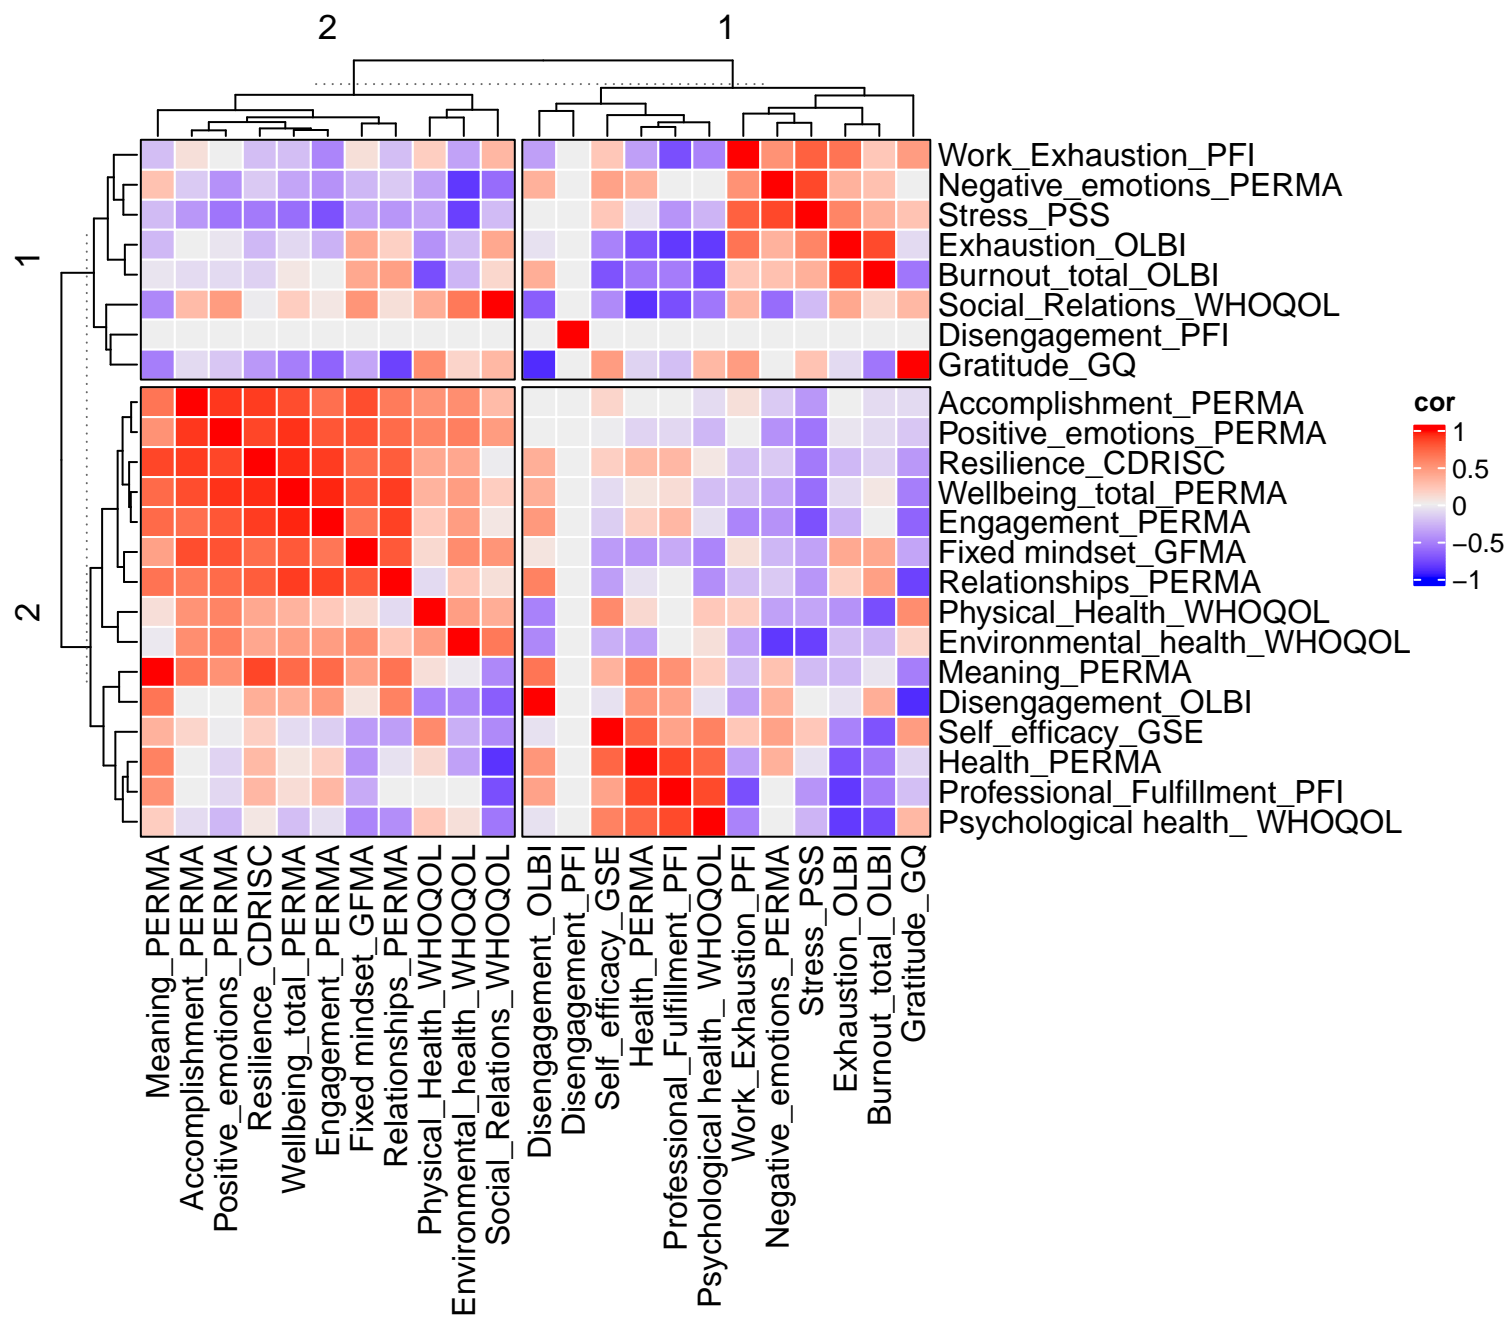 2
1
1
2
Work_Exhaustion_PFI
Negative_emotions_PERMA
Stress_PSS
Exhaustion_OLBI
Burnout_total_OLBI
Social_Relations_WHOQOL
Disengagement_PFI
Gratitude_GQ
Accomplishment_PERMA
Positive_emotions_PERMA
Resilience_CDRISC
Wellbeing_total_PERMA
Engagement_PERMA
Fixed mindset_GFMA
Relationships_PERMA
Physical_Health_WHOQOL
Environmental_health_WHOQOL
Meaning_PERMA
Disengagement_OLBI
Self_efficacy_GSE
Health_PERMA
Professional_Fulfillment_PFI
Psychological health_ WHOQOL
cor
1
0.5
0
−0.5
−1
Meaning_PERMA
Accomplishment_PERMA
Positive_emotions_PERMA
Resilience_CDRISC
Wellbeing_total_PERMA
Engagement_PERMA
Fixed mindset_GFMA
Relationships_PERMA
Physical_Health_WHOQOL
Environmental_health_WHOQOL
Social_Relations_WHOQOL
Disengagement_OLBI
Disengagement_PFI
Self_efficacy_GSE
Health_PERMA
Professional_Fulfillment_PFI
Psychological health_ WHOQOL
Work_Exhaustion_PFI
Negative_emotions_PERMA
Stress_PSS
Exhaustion_OLBI
Burnout_total_OLBI
Gratitude_GQ